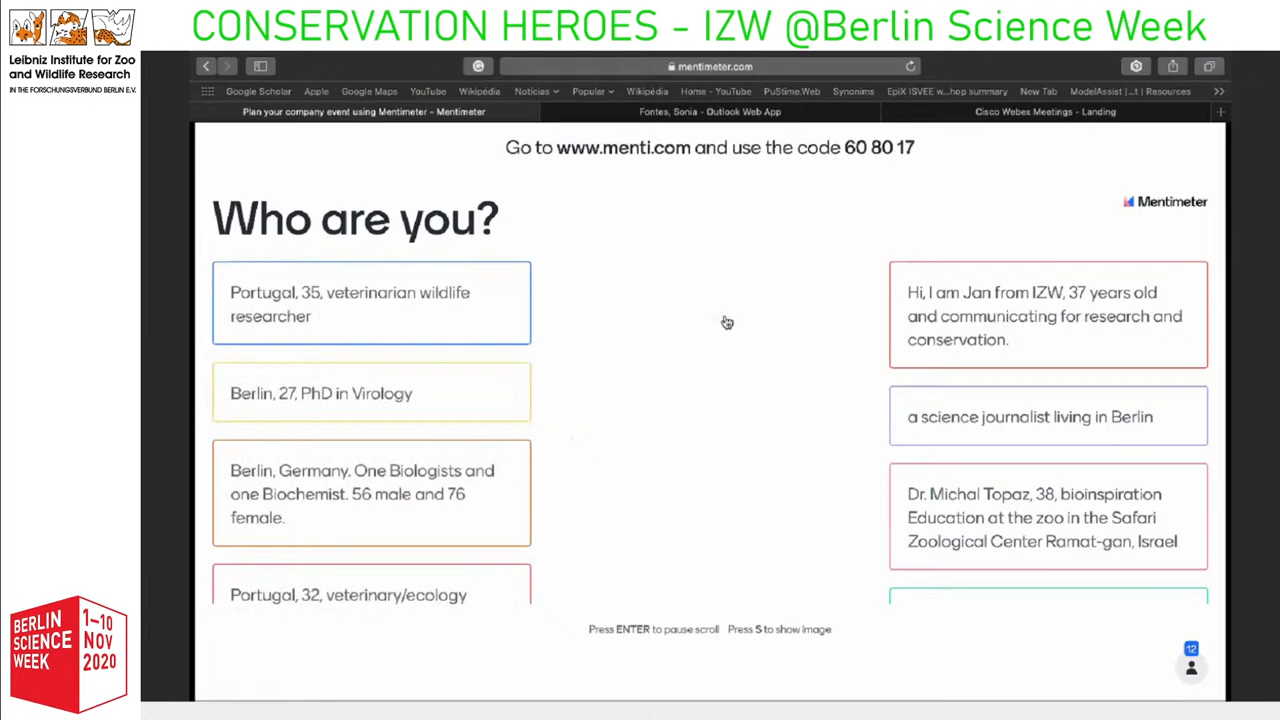 CONSERVATION HEROES - IZW @Berlin Science Week
Leibniz Institute for Zoo
and Wildlife Research
IN THE FORSCHUNGSVERBUND BERLIN E.V.
mentimeter.com
Google Scholar Apple Google Maps YouTube Wikipédia Notícias Popular Wikipédia Home - YouTube PuStime.Web Synonims EpiX ISVEE w...hop summary New Tab ModelAssist |...t | Resources
Plan your company event using Mentimeter - Mentimeter
Fontes, Sonia - Outlook Web App
Cisco Webex Meetings - Landing
Go to www.menti.com and use the code 60 80 17
Who are you?
Mentimeter
Portugal, 35, veterinarian wildlife
researcher
Berlin, 27, PhD in Virology
Berlin, Germany. One Biologists and
one Biochemist. 56 male and 76
female.
Portugal, 32, veterinary/ecology
Hi, I am Jan from IZW, 37 years old
and communicating for research and
conservation.
a science journalist living in Berlin
Dr. Michal Topaz, 38, bioinspiration
Education at the zoo in the Safari
Zoological Center Ramat-gan, Israel
Press ENTER to pause scroll Press S to show image
12
BERLIN
SCIENCE
WEEK
1–10
NOV
2020